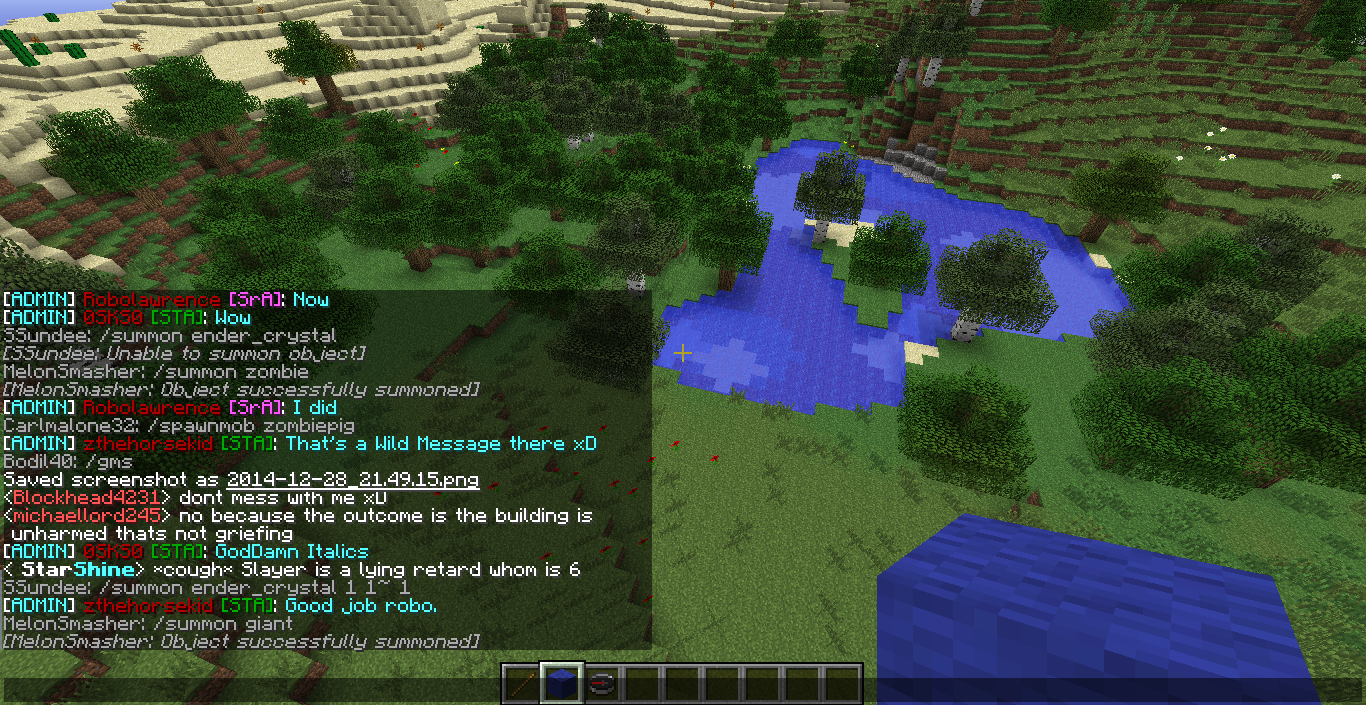 [ADMIN] Robolawrence [SrA]: Now
[ADMIN] OSKSO [STA]: Wow
SSundee: /summon ender_crystal
[SSundee: Unable to summon object]
MelonSmasher: /summon zombie
[MelonSmasher: Object successfully summoned]
[ADMIN] Robolawrence [SrA]: I did
Carlmalone32: /spawnmob zombiepig
[ADMIN] zthehorsekid [STA]: That's a Wild Message there xD
Bodil40: /gms
Saved screenshot as 2014-12-28_21.49.15.png
<Blockhead4231> dont mess with me xD
<michaellord245> no because the outcome is the building is
unharmed thats not griefing
[ADMIN] OSKSO [STA]: GodDamn Italics
< StarShine> *cough* Slayer is a lying retard whom is 6
SSundee: /summon ender_crystal 1 1~ 1
[ADMIN] zthehorsekid [STA]: Good job robo.
MelonSmasher: /summon giant
[MelonSmasher: Object successfully summoned]